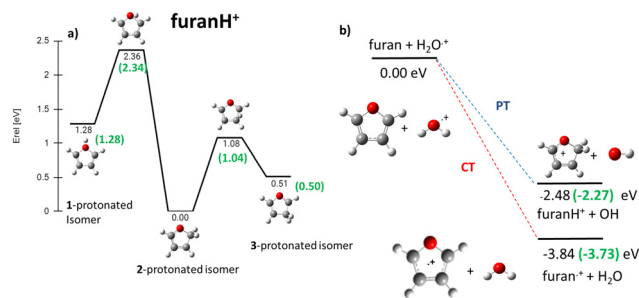 a)
furanH⁺
2.5
2
1.5
1
0.5
0
Erel [eV]
2.36
(2.34)
1.28
(1.28)
1-protonated
Isomer
0.00
2-protonated isomer
1.08
(1.04)
0.51
(0.50)
3-protonated isomer
b)
furan + H₂O·⁺
0.00 eV
+
·+
PT
CT
+
+
-2.48 (-2.27) eV
furanH⁺ + OH
·+
+
-3.84 (-3.73) eV
furan·⁺ + H₂O